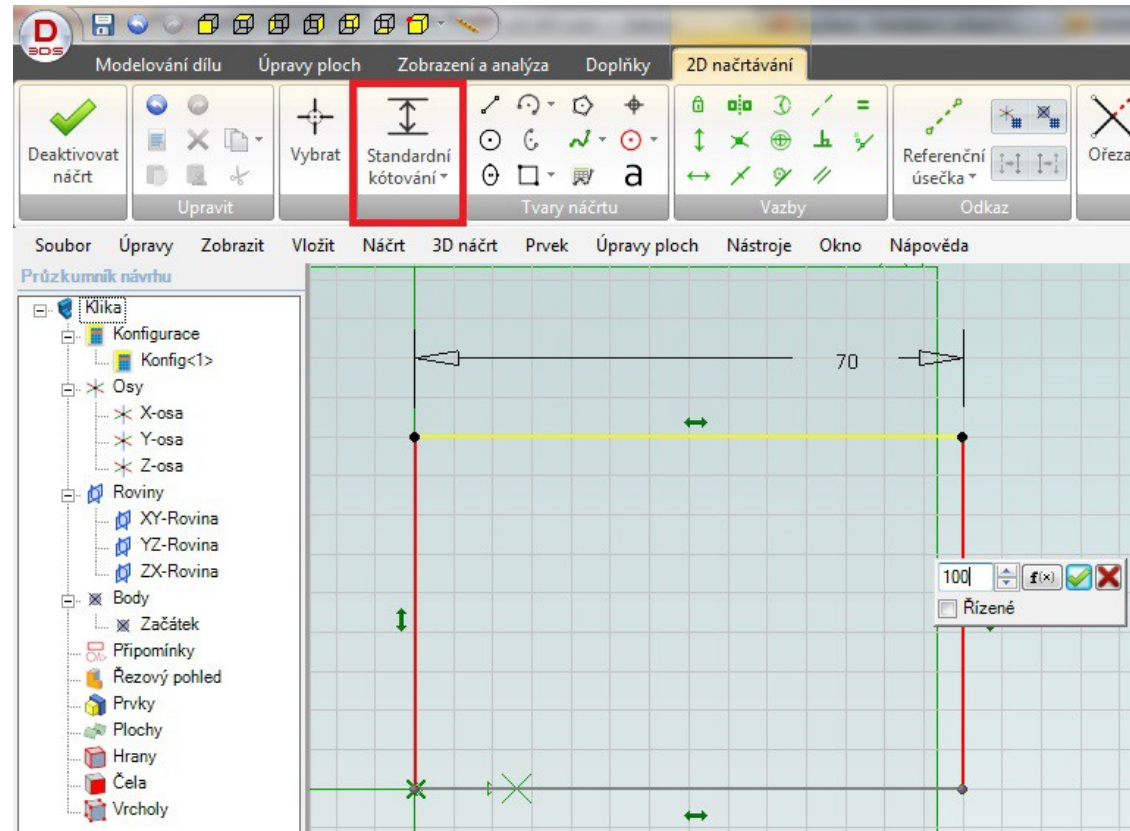 D
3DS
Modelování dílu Úpravy ploch Zobrazení a analýza Doplňky 2D načrtávání
Deaktivovat
náčrt
Upravit
Vybrat
Standardní
kótování
a
Tvary náčrtu
Vazby
Referenční
úsečka
Odkaz
Ořeza
Soubor Úpravy Zobrazit Vložit Náčrt 3D náčrt Prvek Úpravy ploch Nástroje Okno Nápověda
Průzkumník návrhu
Klika
Konfigurace
Konfig<1>
Osy
X-osa
Y-osa
Z-osa
Roviny
XY-Rovina
YZ-Rovina
ZX-Rovina
Body
Začátek
Připomínky
Řezový pohled
Prvky
Plochy
Hrany
Čela
Vrcholy
70
100 f(x)
Řízené